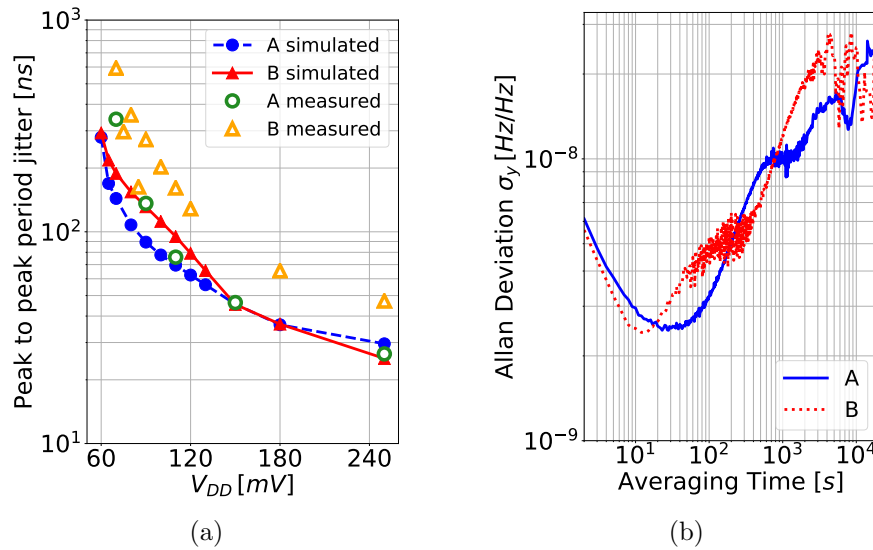 Peak to peak period jitter [ns]
10³
10²
10¹
A simulated
B simulated
A measured
B measured
60 120 180 240
V_DD [mV]
(a)
Allan Deviation σ_y [Hz/Hz]
10⁻⁸
10⁻⁹
A
B
10¹ 10² 10³ 10⁴
Averaging Time [s]
(b)